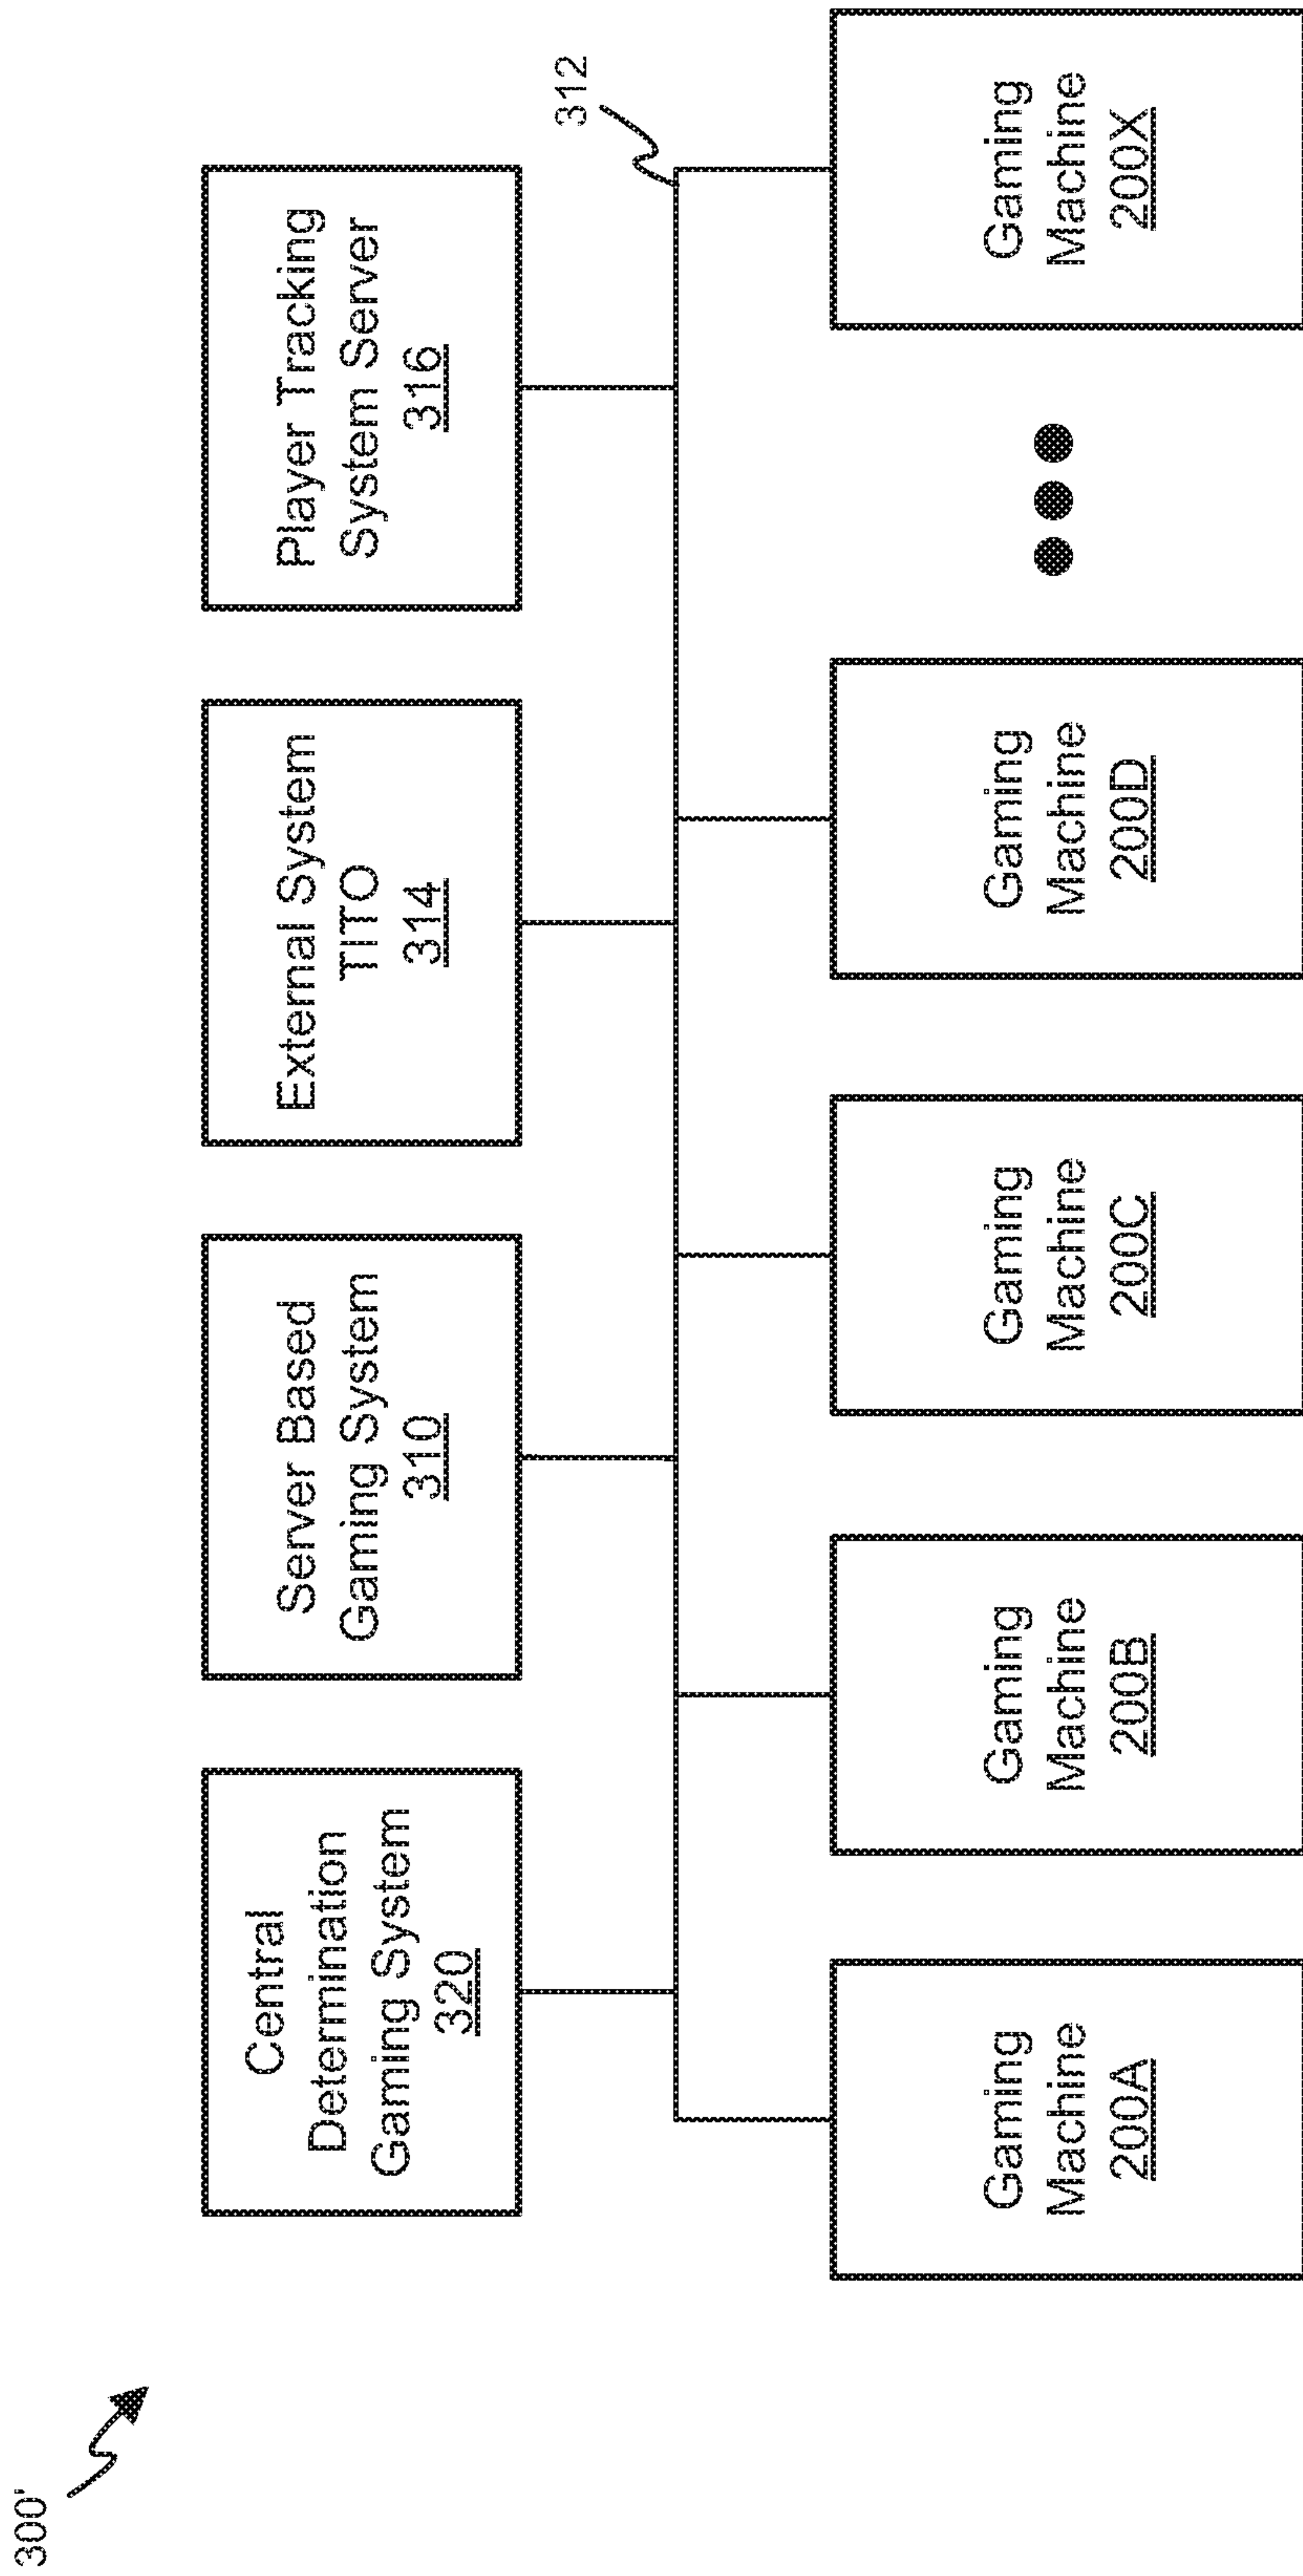 300'
Central
Determination
Gaming System
320
Server Based
Gaming System
310
External System
TITO
314
Player Tracking
System Server
316
312
Gaming
Machine
200A
Gaming
Machine
200B
Gaming
Machine
200C
Gaming
Machine
200D
Gaming
Machine
200X